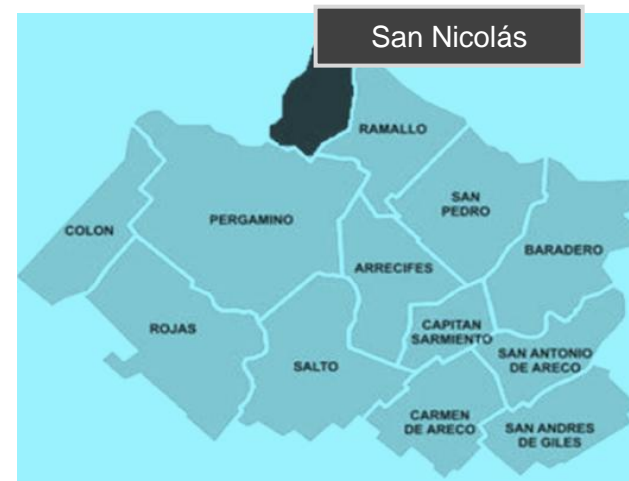 San Nicolás
RAMALLO
SAN
PEDRO
COLON
PERGAMINO
BARADERO
ARRECIFES
ROJAS
CAPITAN
SARMIENTO
SALTO
SAN ANTONIO
DE ARECO
CARMEN
DE ARECO
SAN ANDRES
DE GILES